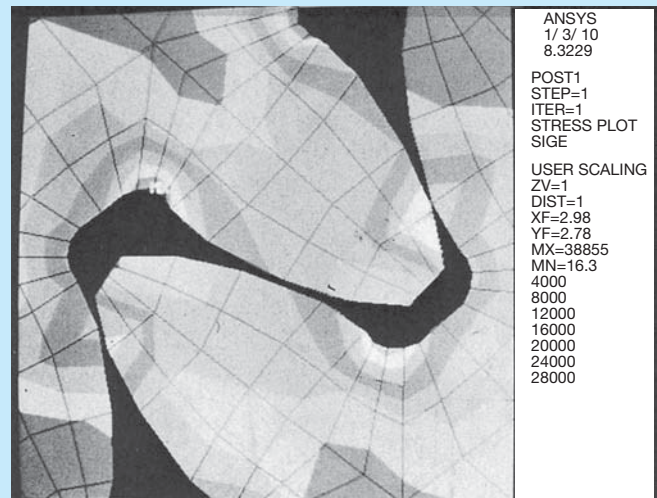 ANSYS
1/ 3/ 10
8.3229
POST1
STEP=1
ITER=1
STRESS PLOT
SIGE
USER SCALING
ZV=1
DIST=1
XF=2.98
YF=2.78
MX=38855
MN=16.3
4000
8000
12000
16000
20000
24000
28000